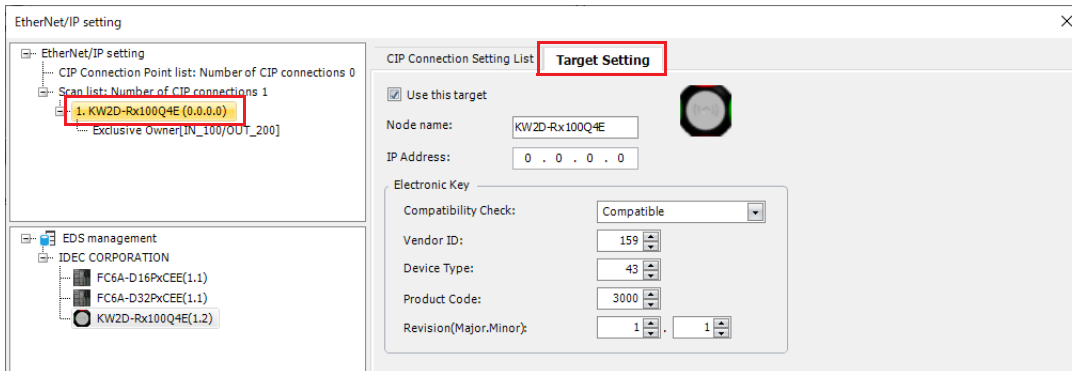 EtherNet/IP setting
EtherNet/IP setting
CIP Connection Point list: Number of CIP connections 0
Scan list: Number of CIP connections 1
1. KW2D-Rx100Q4E (0.0.0.0)
Exclusive Owner[IN_100/OUT_200]
EDS management
IDEC CORPORATION
FC6A-D16PxCEE(1.1)
FC6A-D32PxCEE(1.1)
KW2D-Rx100Q4E(1.2)
CIP Connection Setting List Target Setting
Use this target
Node name: KW2D-Rx100Q4E
IP Address: 0 . 0 . 0 . 0
Electronic Key
Compatibility Check: Compatible
Vendor ID: 159
Device Type: 43
Product Code: 3000
Revision(Major.Minor): 1 . 1